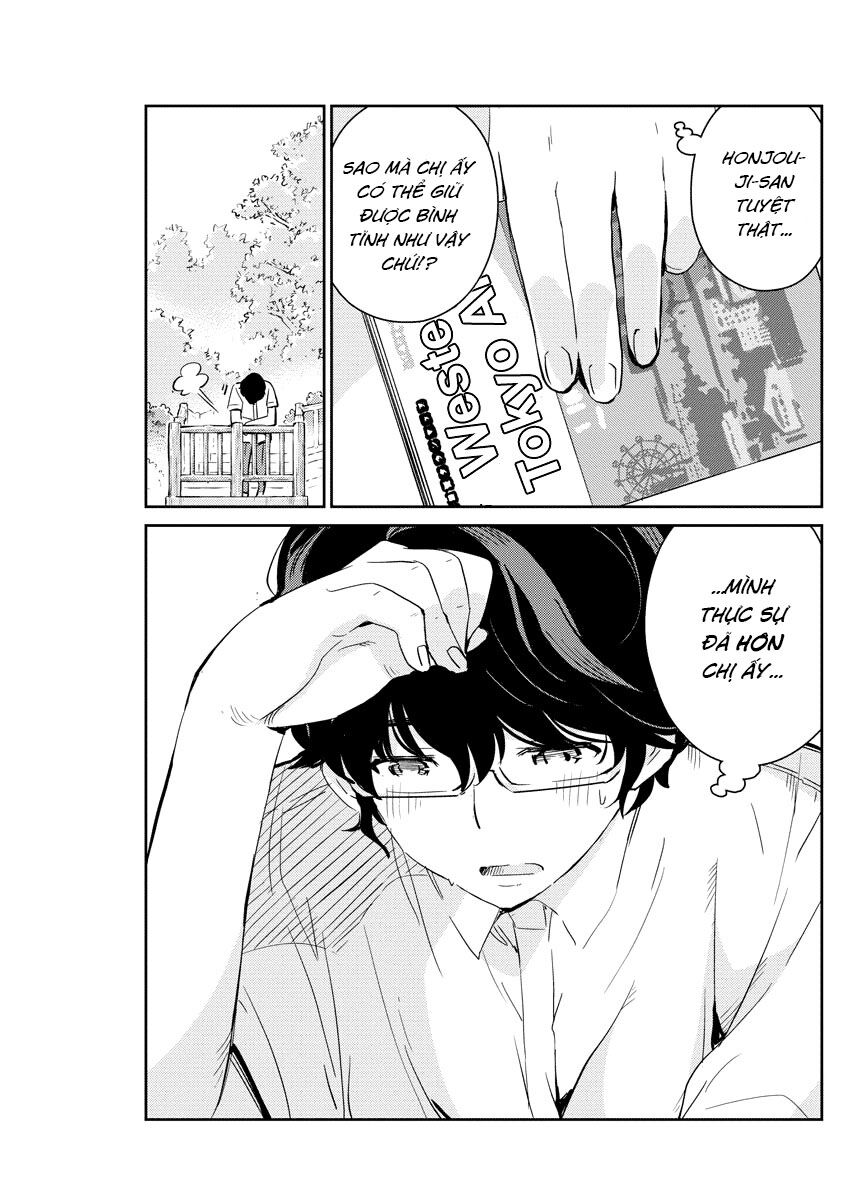 HONJOU-
JI-SAN
TUYỆT
THẬT...
SAO MÀ CHỊ ẤY
CÓ THỂ GIỮ
ĐƯỢC BÌNH
TĨNH NHƯ VẬY
CHỨ!?
Weste
Tokyo A
...MÌNH
THỰC SỰ
ĐÃ HÔN
CHỊ ẤY...